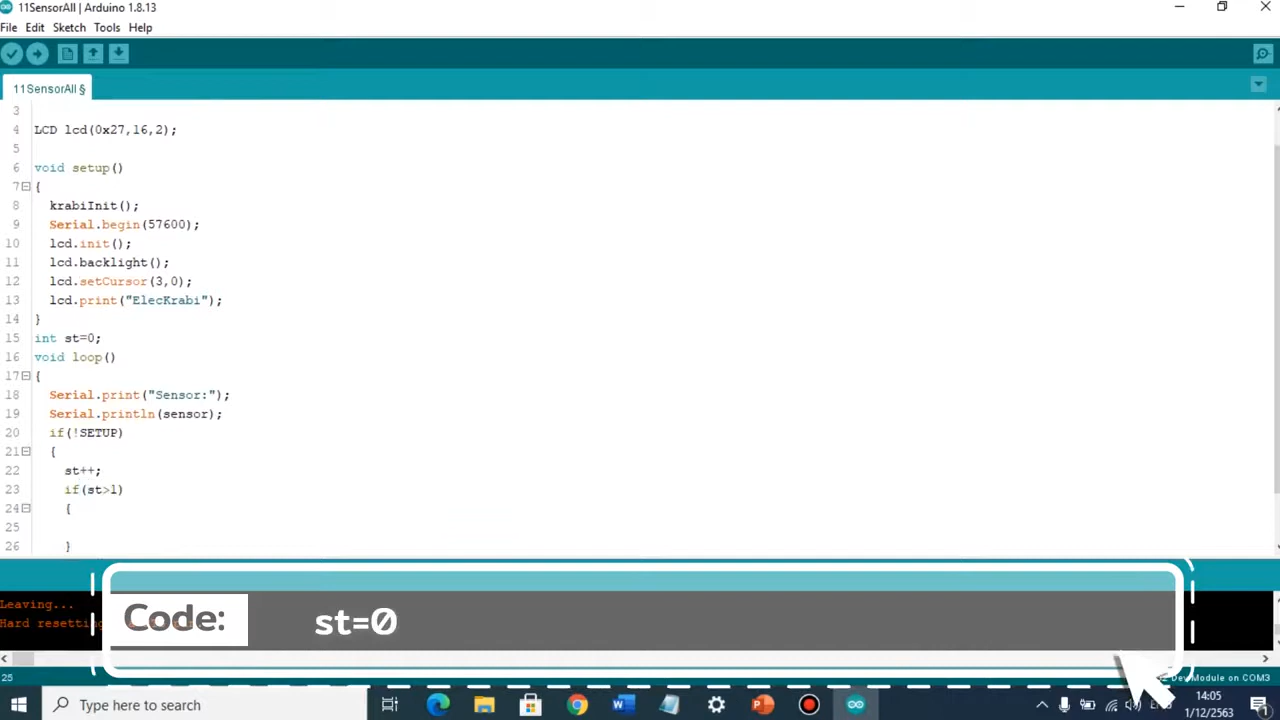 11SensorAll | Arduino 1.8.13
File Edit Sketch Tools Help
11SensorAll §
3
4 LCD lcd(0x27,16,2);
5
6 void setup()
7 {
8 krabiInit();
9 Serial.begin(57600);
10 lcd.init();
11 lcd.backlight();
12 lcd.setCursor(3,0);
13 lcd.print("ElecKrabi");
14 }
15 int st=0;
16 void loop()
17 {
18 Serial.print("Sensor:");
19 Serial.println(sensor);
20 if(!SETUP)
21 {
22 st++;
23 if(st>1)
24 {
25
26 }
Leaving...
Hard resetting
Code: st=0
25 Dev Module on COM3
Type here to search
14:05
1/12/2563